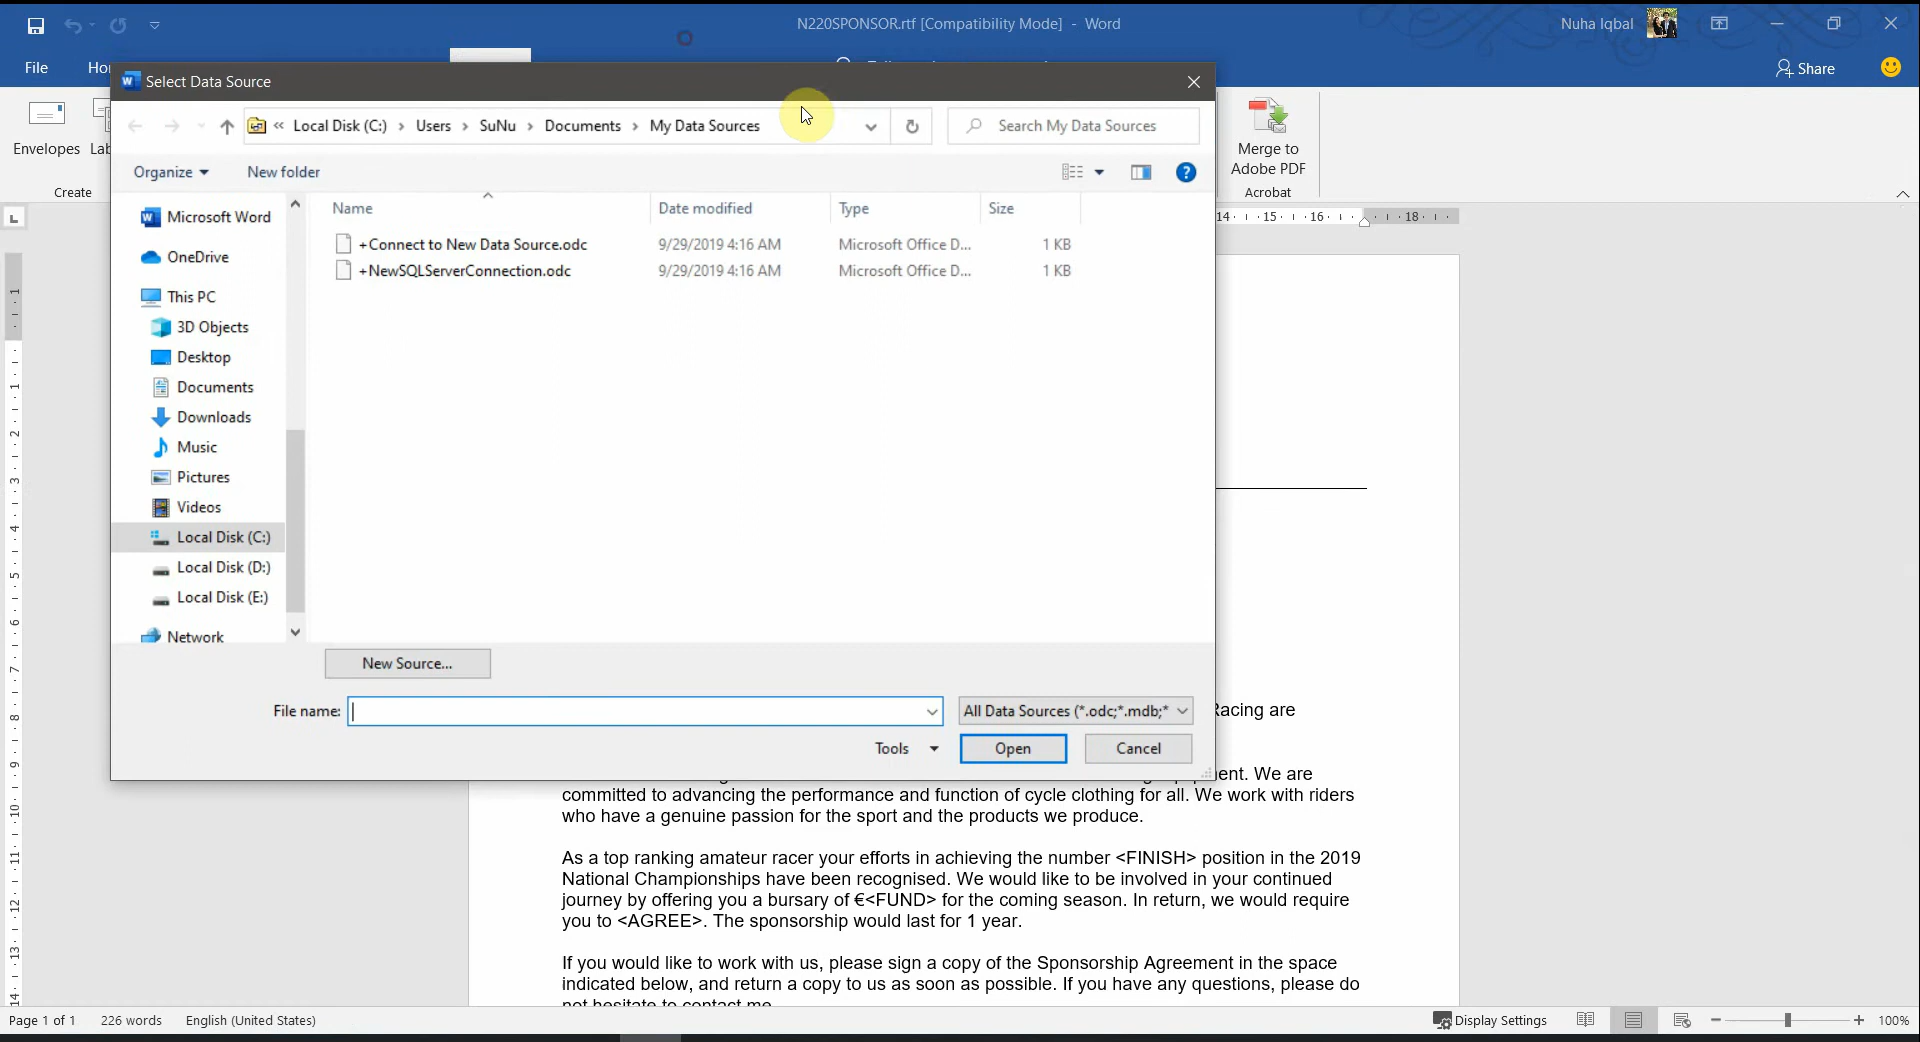 N220SPONSOR.rtf [Compatibility Mode] - Word
Nuha Iqbal
File
Share
Select Data Source
« Local Disk (C:) › Users › SuNu › Documents › My Data Sources
Search My Data Sources
Envelopes
Create
Merge to
Adobe PDF
Acrobat
Organize
New folder
Name
Date modified
Type
Size
+Connect to New Data Source.odc 9/29/2019 4:16 AM Microsoft Office D... 1 KB
+NewSQLServerConnection.odc 9/29/2019 4:16 AM Microsoft Office D... 1 KB
Microsoft Word
OneDrive
This PC
3D Objects
Desktop
Documents
Downloads
Music
Pictures
Videos
Local Disk (C:)
Local Disk (D:)
Local Disk (E:)
Network
New Source...
File name:
All Data Sources (*.odc;*.mdb;*
Tools
Open
Cancel
Racing are
We are
committed to advancing the performance and function of cycle clothing for all. We work with riders
who have a genuine passion for the sport and the products we produce.
As a top ranking amateur racer your efforts in achieving the number <FINISH> position in the 2019
National Championships have been recognised. We would like to be involved in your continued
journey by offering you a bursary of €<FUND> for the coming season. In return, we would require
you to <AGREE>. The sponsorship would last for 1 year.
If you would like to work with us, please sign a copy of the Sponsorship Agreement in the space
indicated below, and return a copy to us as soon as possible. If you have any questions, please do
not hesitate to contact me
Page 1 of 1
226 words
English (United States)
Display Settings
100%